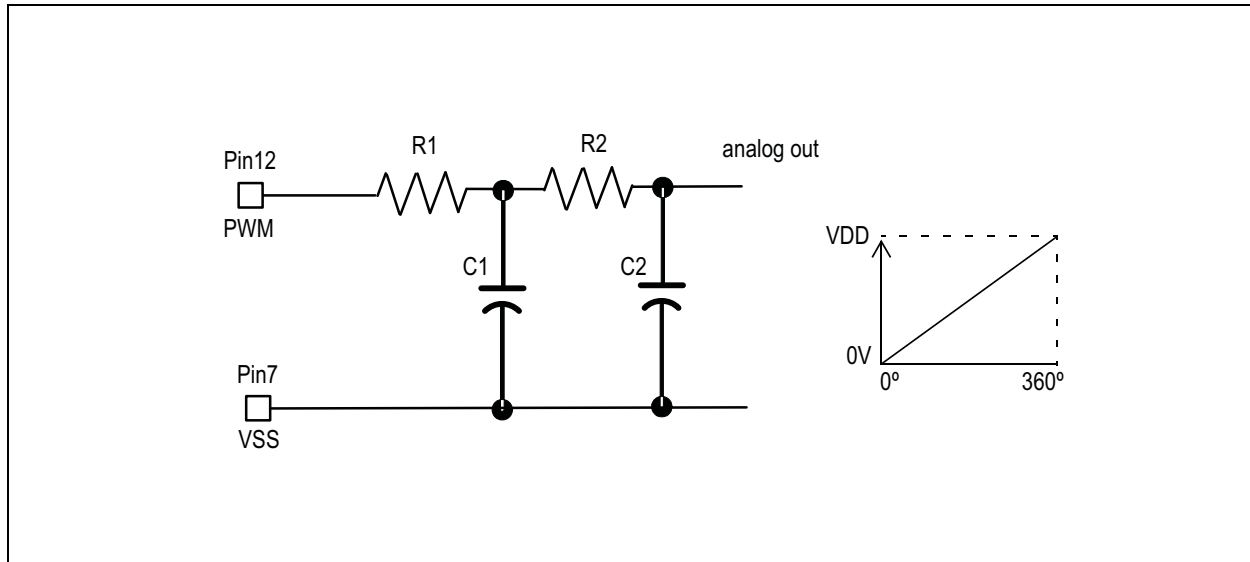 R1
R2
analog out
Pin12
PWM
C1
C2
Pin7
VSS
VDD
0V
0º
360º